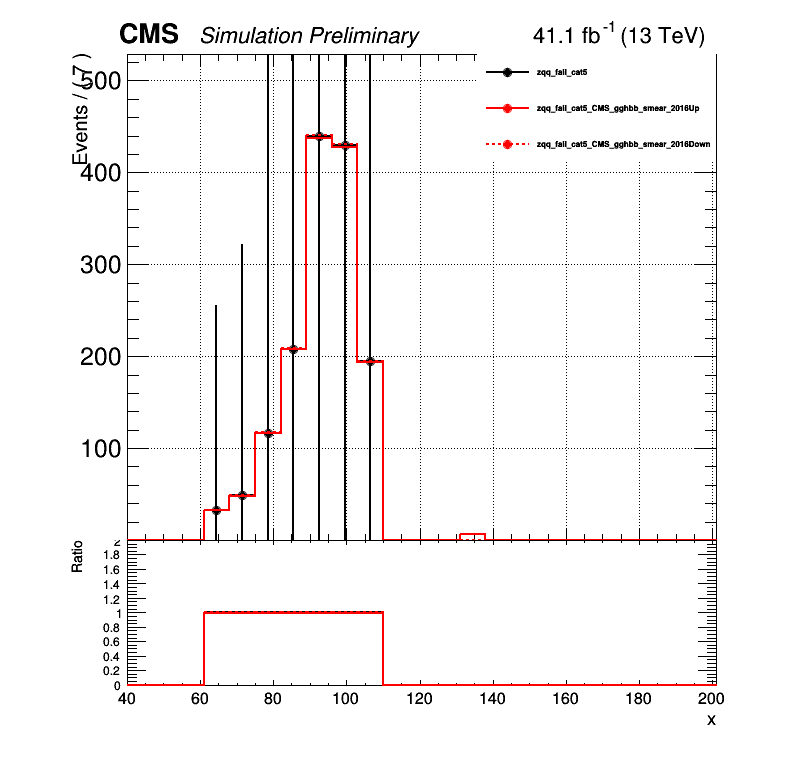 CMS Simulation Preliminary 41.1 fb-1 (13 TeV)
Events / ( 7 )
500
400
300
200
100
zqq_fail_cat5
zqq_fail_cat5_CMS_gghbb_smear_2016Up
zqq_fail_cat5_CMS_gghbb_smear_2016Down
Ratio
2
1.8
1.6
1.4
1.2
1
0.8
0.6
0.4
0.2
0
40 60 80 100 120 140 160 180 200
x